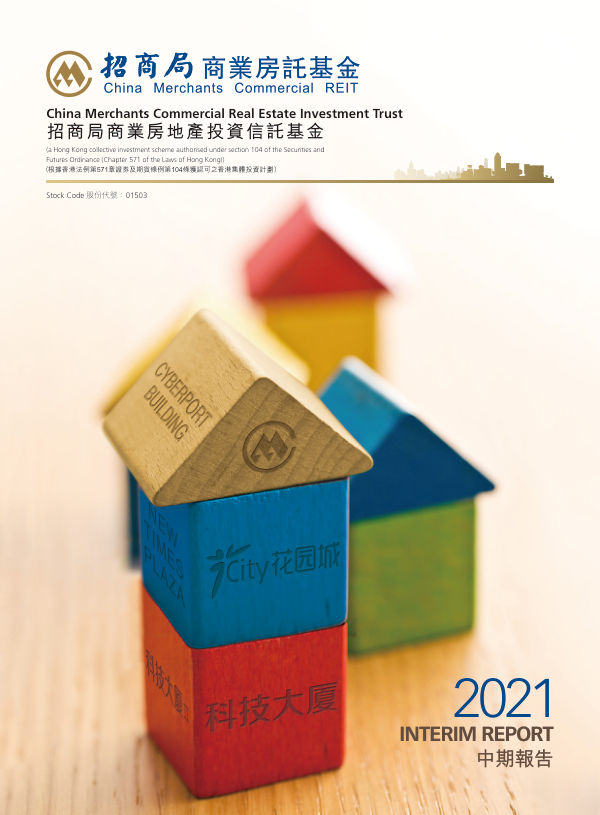 招商局商業房託基金
China Merchants Commercial REIT
China Merchants Commercial Real Estate Investment Trust
招商局商業房地產投資信託基金
(a Hong Kong collective investment scheme authorised under section 104 of the Securities and
Futures Ordinance (Chapter 571 of the Laws of Hong Kong))
(根據香港法例第571章證券及期貨條例第104條獲認可之香港集體投資計劃)
Stock Code 股份代號：01503
CYBERPORT
BUILDING
NEW
TIMES
PLAZA
iCity花园城
科技大厦二
科技大厦
2021
INTERIM REPORT
中期報告